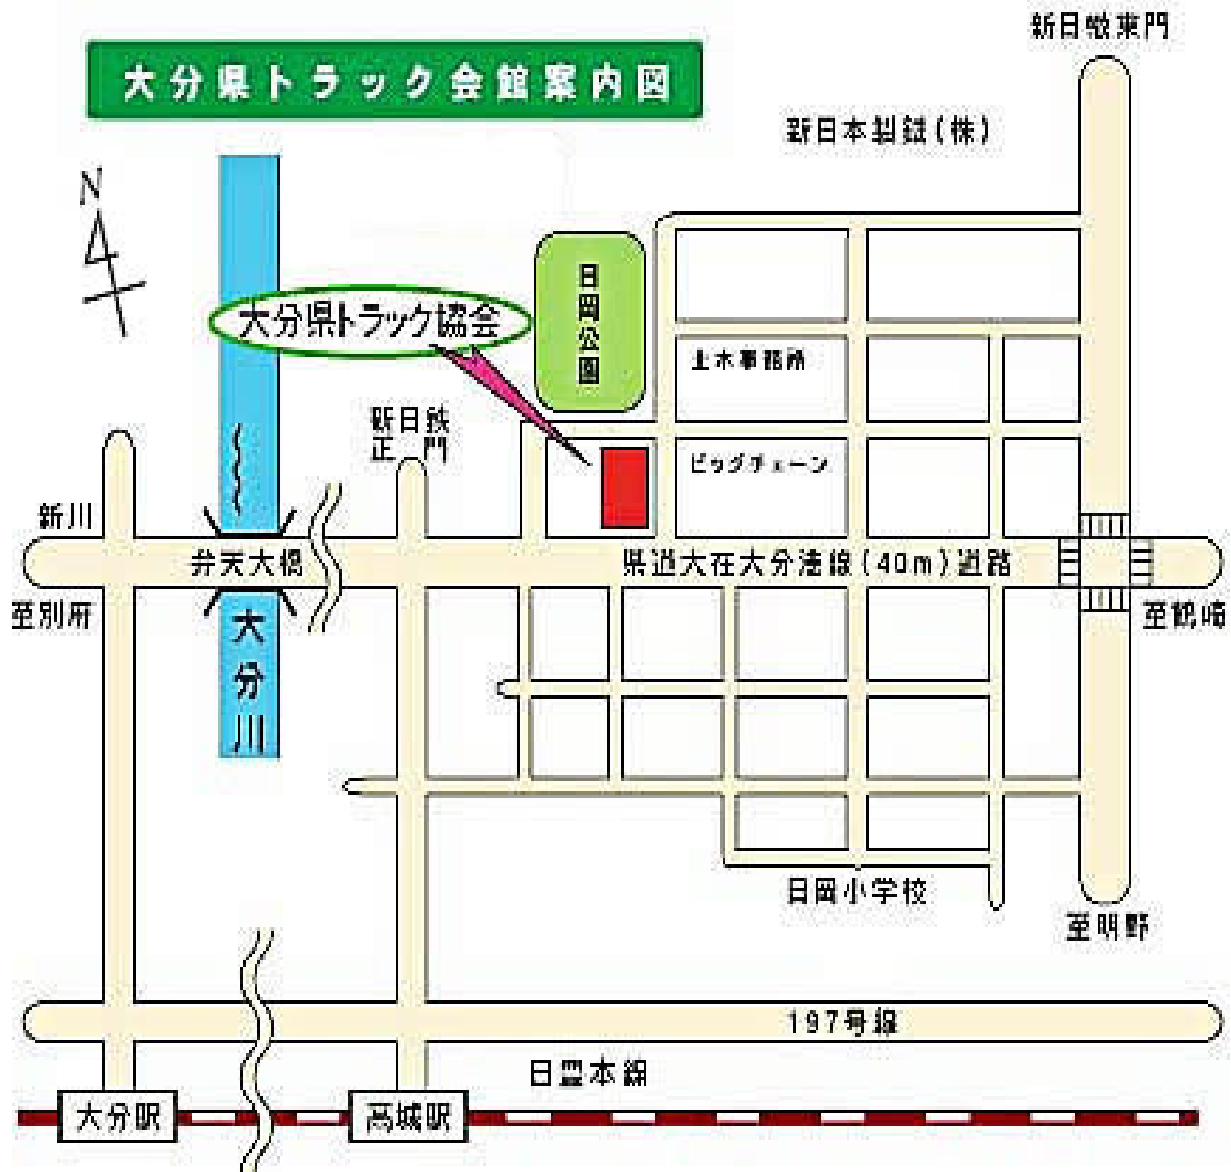 新日鐵東門
大分県トラック会館案内図
新日本製鐵(株)
N
日岡公園
大分県トラック協会
土木事務所
新日鉄
正門
ビッグチェーン
新川
弁天大橋
県道大在大分港線(40m)道路
至別府
至鶴崎
大分川
日岡小学校
至明野
197号線
日豊本線
大分駅
高城駅